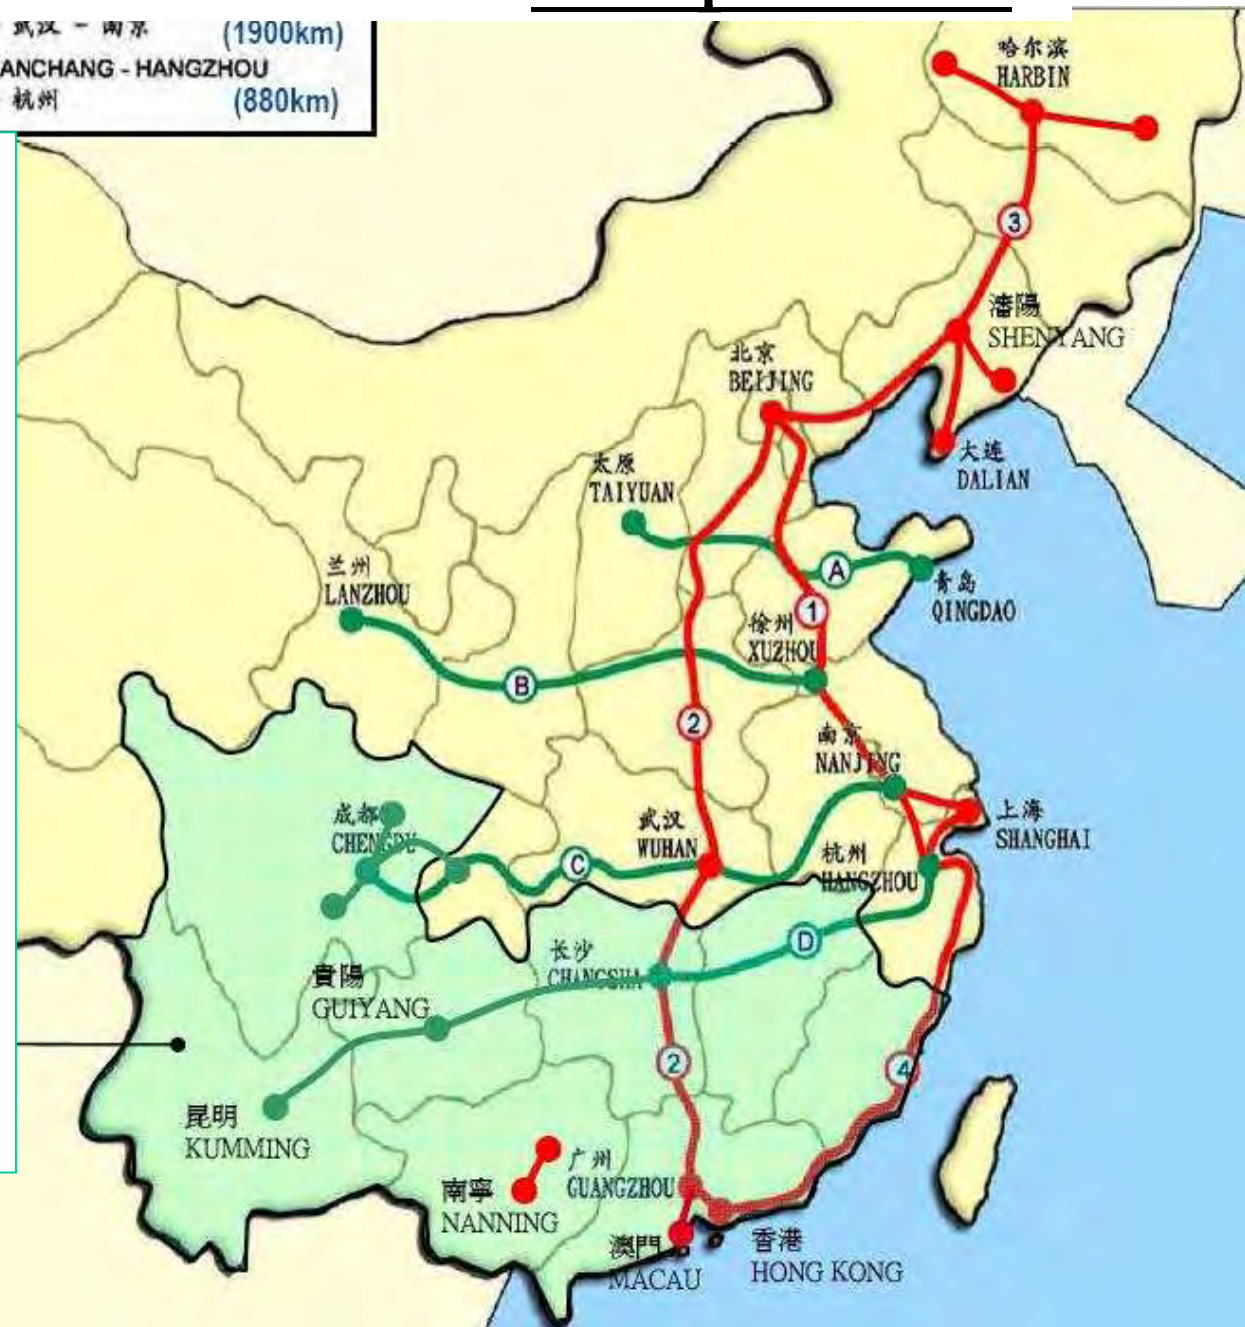 武汉 - 南京 (1900km)
ANCHANG - HANGZHOU
杭州 (880km)
哈尔滨
HARBIN
3
瀋陽
SHENYANG
北京
BEIJING
大连
DALIAN
太原
TAIYUAN
A
青岛
QINGDAO
兰州
LANZHOU
1
徐州
XUZHOU
B
2
南京
NANJING
上海
SHANGHAI
成都
CHENGDU
武汉
WUHAN
C
杭州
HANGZHOU
D
长沙
CHANGSHA
貴陽
GUIYANG
2
4
昆明
KUMMING
广州
GUANGZHOU
南寧
NANNING
澳門
MACAU
香港
HONG KONG